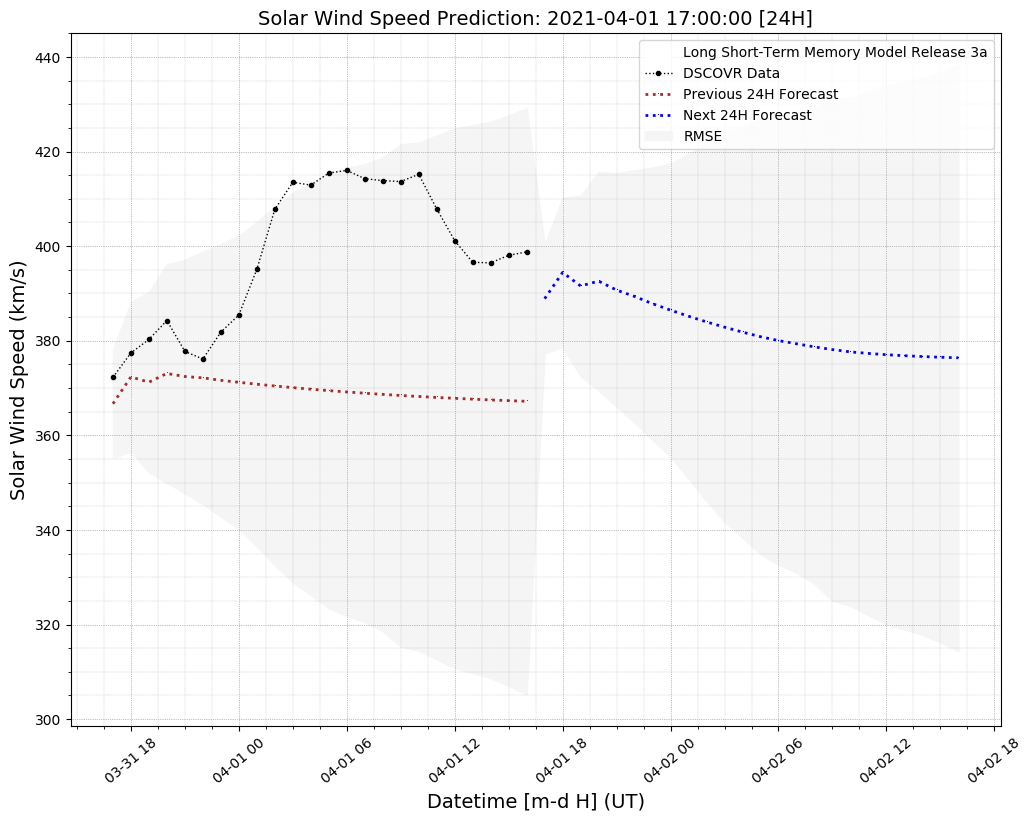 Solar Wind Speed Prediction: 2021-04-01 17:00:00 [24H]
Long Short-Term Memory Model Release 3a
DSCOVR Data
Previous 24H Forecast
Next 24H Forecast
RMSE
Solar Wind Speed (km/s)
440
420
400
380
360
340
320
300
03-31 18
04-01 00
04-01 06
04-01 12
04-01 18
04-02 00
04-02 06
04-02 12
04-02 18
Datetime [m-d H] (UT)